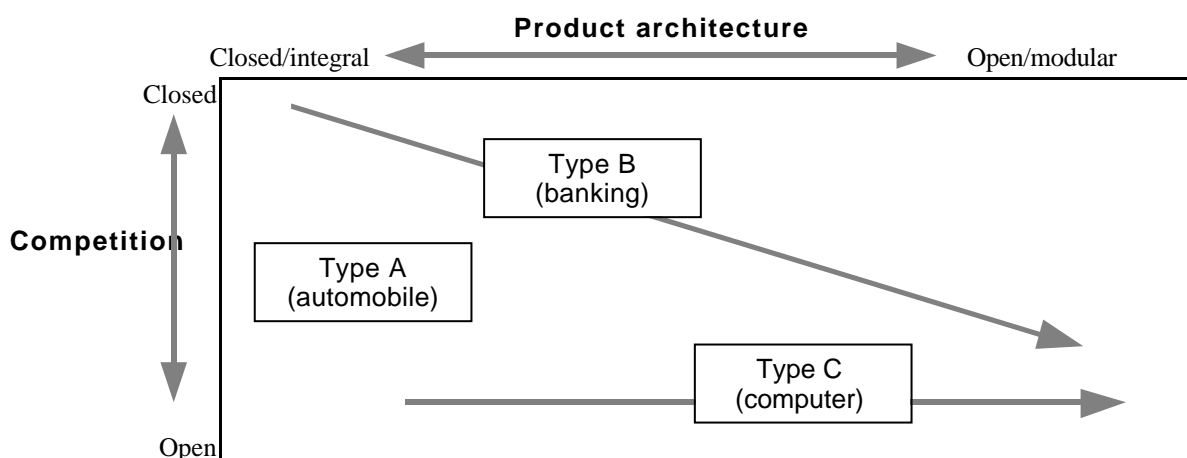 Product architecture
Closed/integral
Open/modular
Closed
Type B
(banking)
Competition
Type A
(automobile)
Type C
(computer)
Open